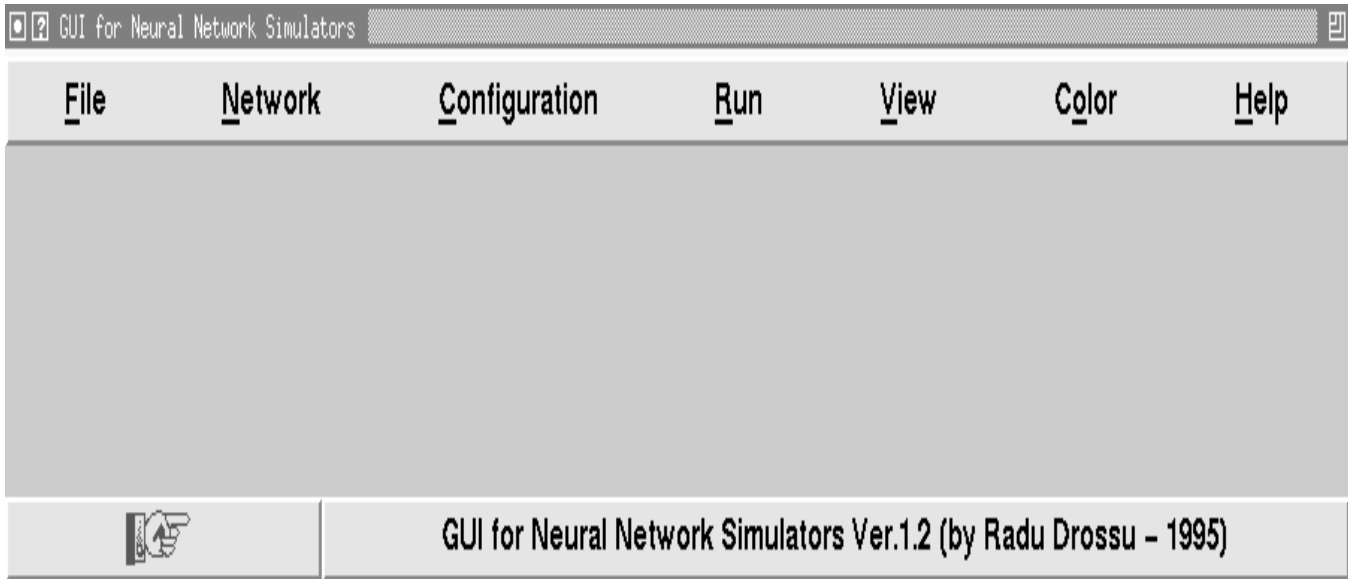 GUI for Neural Network Simulators
File Network Configuration Run View Color Help
GUI for Neural Network Simulators Ver.1.2 (by Radu Drossu – 1995)